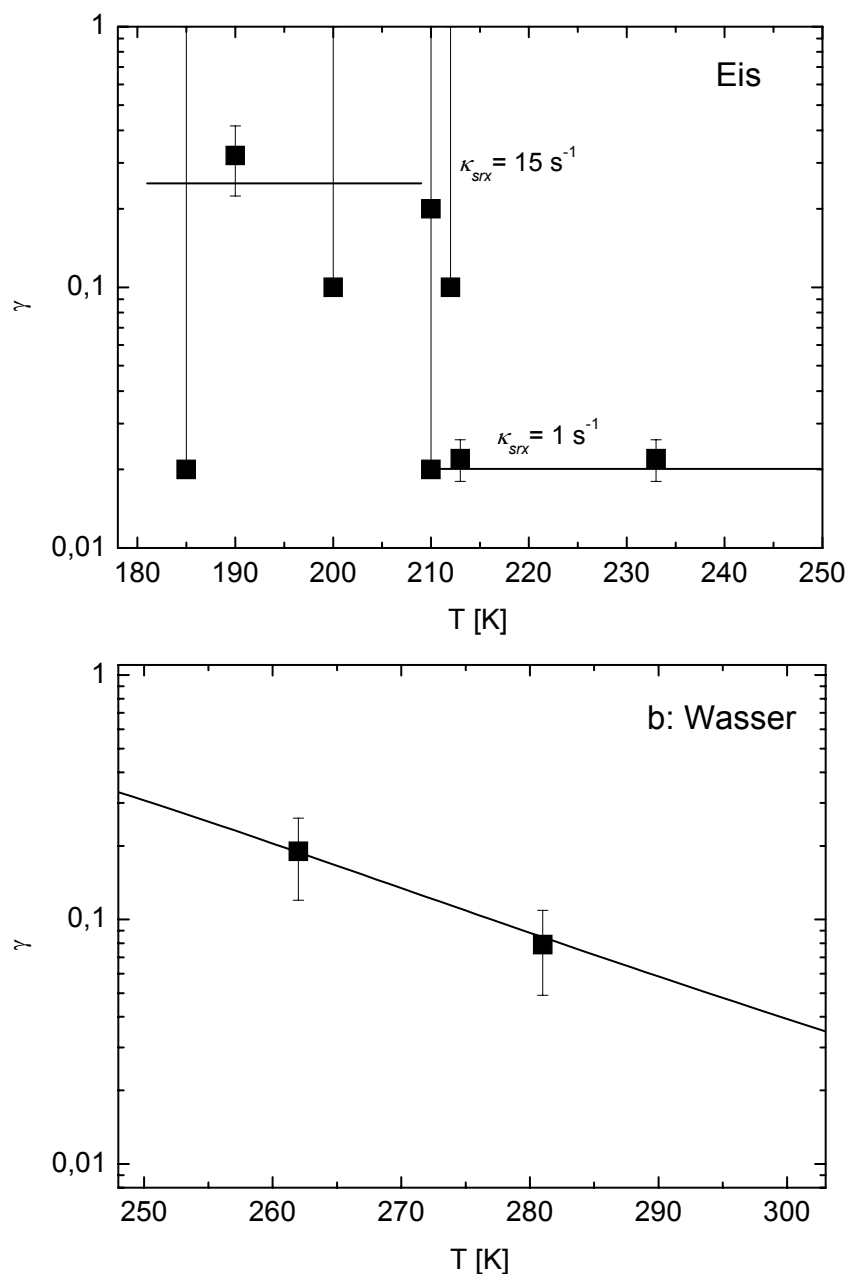 1
Eis
κsrx= 15 s-1
0,1
γ
κsrx= 1 s-1
0,01
180 190 200 210 220 230 240 250
T [K]
1
b: Wasser
0,1
γ
0,01
250 260 270 280 290 300
T [K]